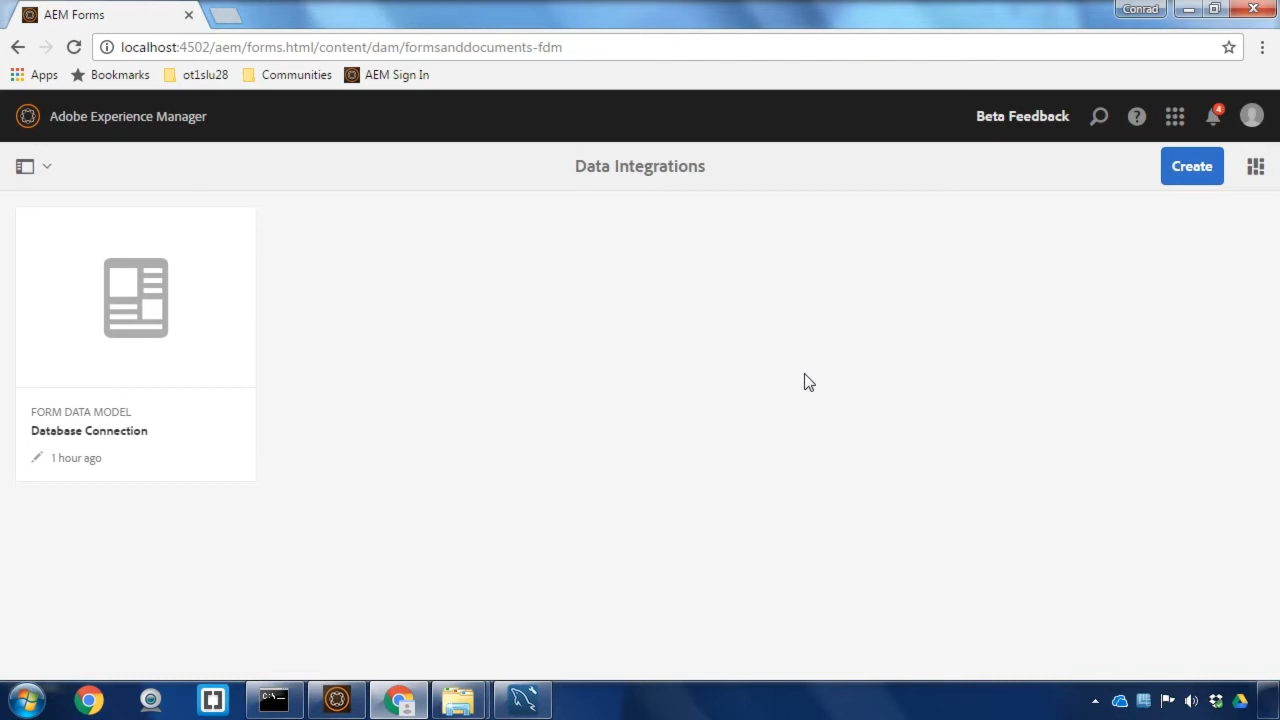 AEM Forms
Conrad
localhost:4502/aem/forms.html/content/dam/formsanddocuments-fdm
Apps
Bookmarks
ot1slu28
Communities
AEM Sign In
Adobe Experience Manager
Beta Feedback
4
Data Integrations
Create
FORM DATA MODEL
Database Connection
1 hour ago
C:\